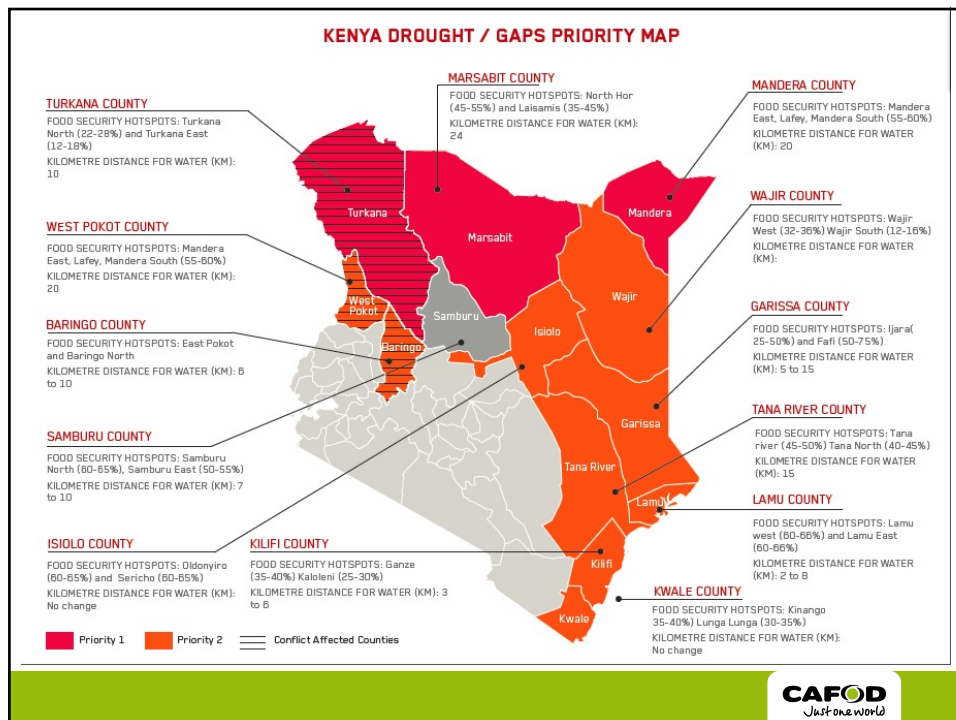 KENYA DROUGHT / GAPS PRIORITY MAP
MARSABIT COUNTY
FOOD SECURITY HOTSPOTS: North Hor
(45-55%) and Laisamis (35-45%)
KILOMETRE DISTANCE FOR WATER (KM):
24
MANDERA COUNTY
FOOD SECURITY HOTSPOTS: Mandera
East, Lafey, Mandera South (55-60%)
KILOMETRE DISTANCE FOR WATER
(KM): 20
TURKANA COUNTY
FOOD SECURITY HOTSPOTS: Turkana
North (22-28%) and Turkana East
(12-18%)
KILOMETRE DISTANCE FOR WATER (KM):
10
WEST POKOT COUNTY
FOOD SECURITY HOTSPOTS: Mandera
East, Lafey, Mandera South (55-60%)
KILOMETRE DISTANCE FOR WATER (KM):
20
WAJIR COUNTY
FOOD SECURITY HOTSPOTS: Wajir
West (32-36%) Wajir South (12-16%)
KILOMETRE DISTANCE FOR WATER
(KM):
BARINGO COUNTY
FOOD SECURITY HOTSPOTS: East Pokot
and Baringo North
KILOMETRE DISTANCE FOR WATER (KM): 6
to 10
GARISSA COUNTY
FOOD SECURITY HOTSPOTS: Ijara(
25-50%) and Fafi (50-75%)
KILOMETRE DISTANCE FOR WATER
(KM): 5 to 15
SAMBURU COUNTY
FOOD SECURITY HOTSPOTS: Samburu
North (60-65%), Samburu East (50-55%)
KILOMETRE DISTANCE FOR WATER (KM): 7
to 10
TANA RIVER COUNTY
FOOD SECURITY HOTSPOTS: Tana
river (45-50%) Tana North (40-45%)
KILOMETRE DISTANCE FOR WATER
(KM): 15
LAMU COUNTY
FOOD SECURITY HOTSPOTS: Lamu
west (60-66%) and Lamu East
(60-66%)
KILOMETRE DISTANCE FOR WATER
(KM): 2 to 8
ISIOLO COUNTY
FOOD SECURITY HOTSPOTS: Oldonyiro
(60-65%) and Sericho (60-65%)
KILOMETRE DISTANCE FOR WATER (KM):
No change
KILIFI COUNTY
FOOD SECURITY HOTSPOTS: Ganze
(35-40%) Kaloleni (25-30%)
KILOMETRE DISTANCE FOR WATER (KM): 3
to 6
KWALE COUNTY
FOOD SECURITY HOTSPOTS: Kinango
35-40%) Lunga Lunga (30-35%)
KILOMETRE DISTANCE FOR WATER (KM):
No change
Turkana
Marsabit
Mandera
West
Pokot
Samburu
Wajir
Isiolo
Baringo
Garissa
Tana River
Lamu
Kilifi
Kwale
Priority 1
Priority 2
Conflict Affected Counties
CAFOD
Just one world